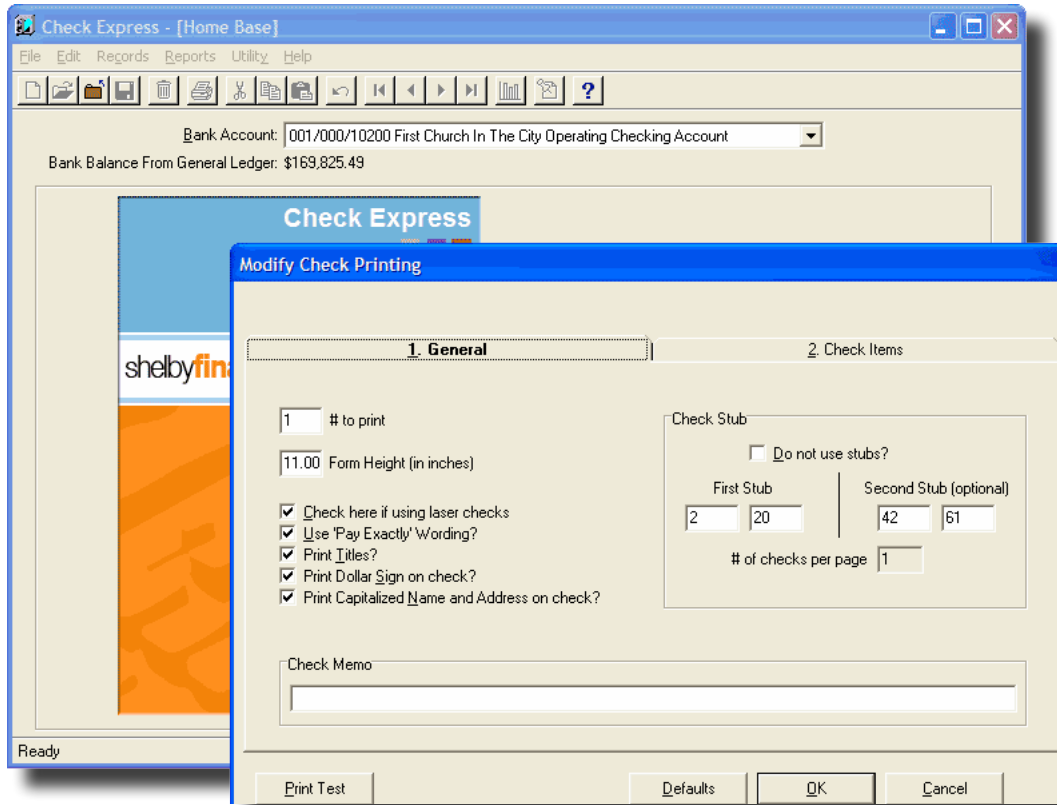 Check Express - [Home Base]
File Edit Records Reports Utility Help
?
Bank Account: 001/000/10200 First Church In The City Operating Checking Account
Bank Balance From General Ledger: $169,825.49
Check Express
shelbyfin
Modify Check Printing
1. General 2. Check Items
1 # to print
11.00 Form Height (in inches)
Check here if using laser checks
Use 'Pay Exactly' Wording?
Print Titles?
Print Dollar Sign on check?
Print Capitalized Name and Address on check?
Check Stub
Do not use stubs?
First Stub Second Stub (optional)
2 20 42 61
# of checks per page 1
Check Memo
Ready
Print Test Defaults OK Cancel